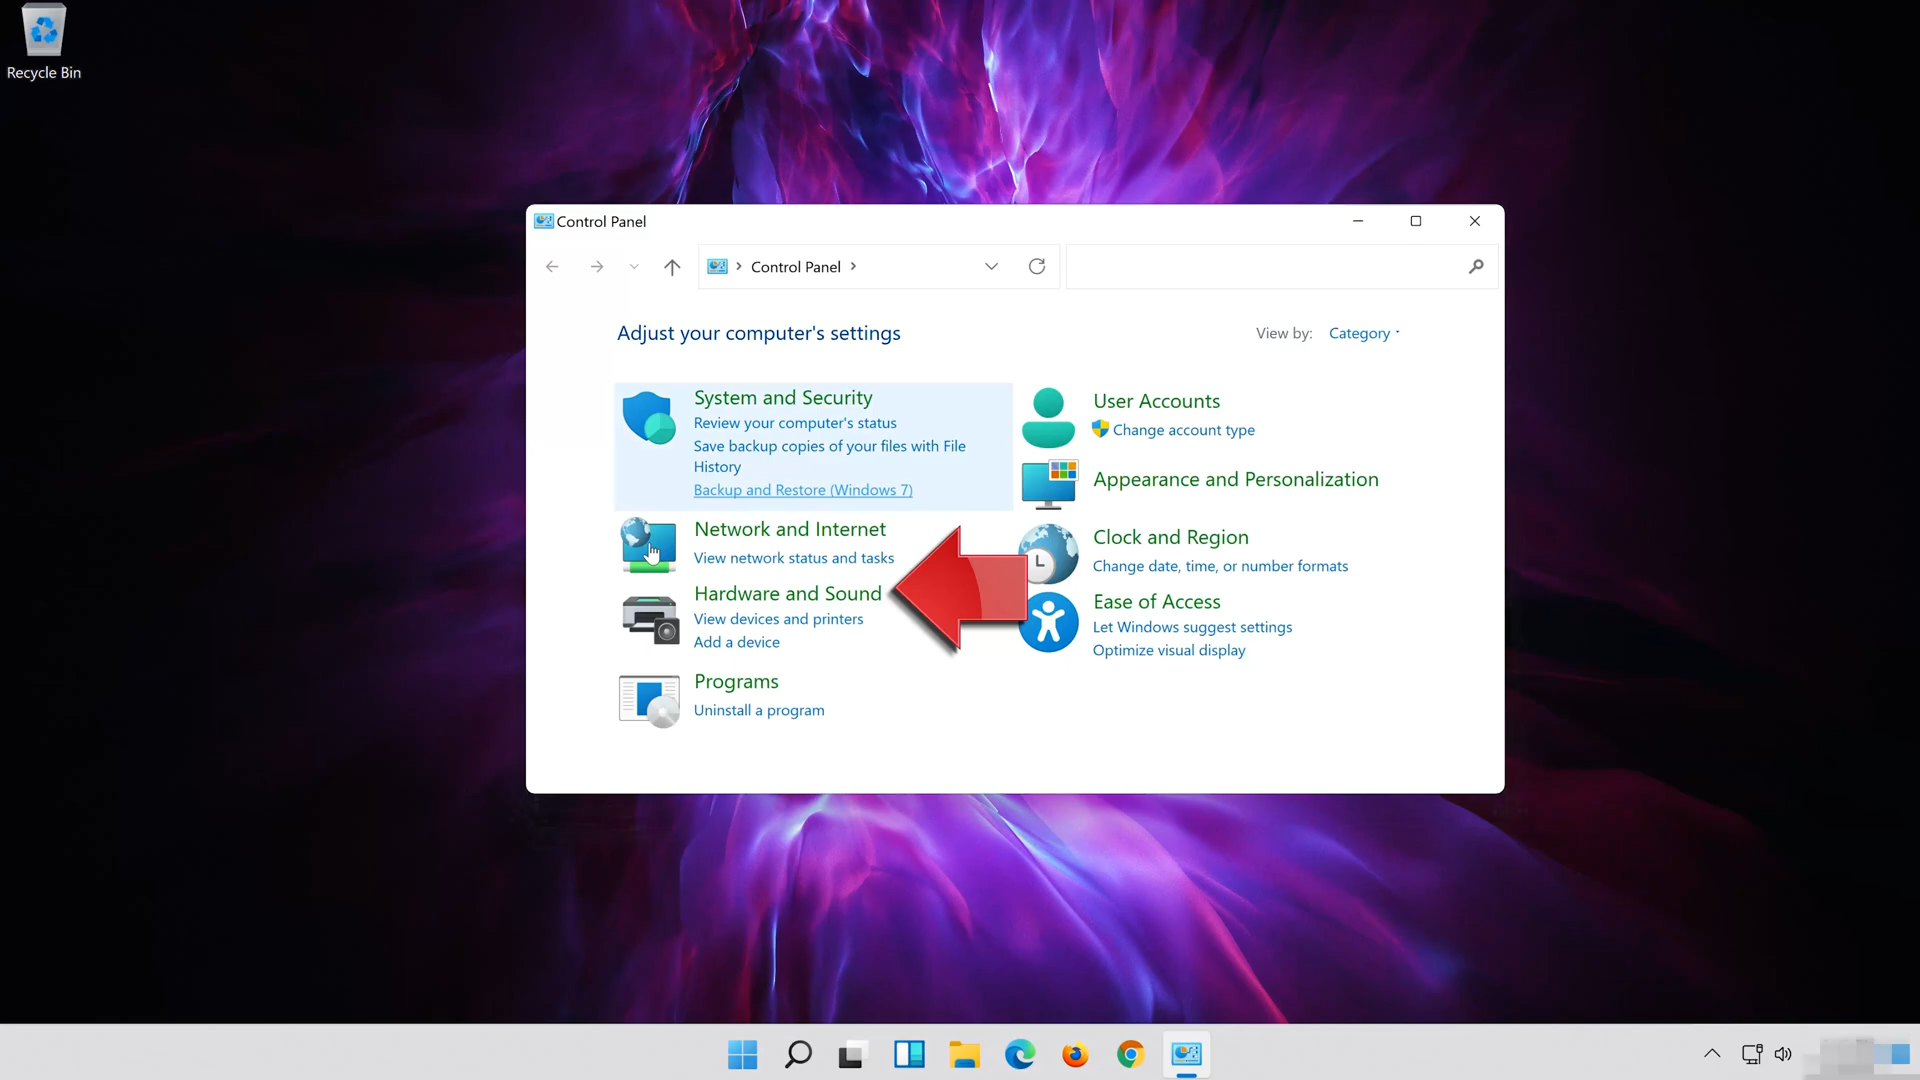 Recycle Bin
Control Panel
Control Panel
Adjust your computer's settings
View by: Category
System and Security
Review your computer's status
Save backup copies of your files with File
History
Backup and Restore (Windows 7)
Network and Internet
View network status and tasks
Hardware and Sound
View devices and printers
Add a device
Programs
Uninstall a program
User Accounts
Change account type
Appearance and Personalization
Clock and Region
Change date, time, or number formats
Ease of Access
Let Windows suggest settings
Optimize visual display